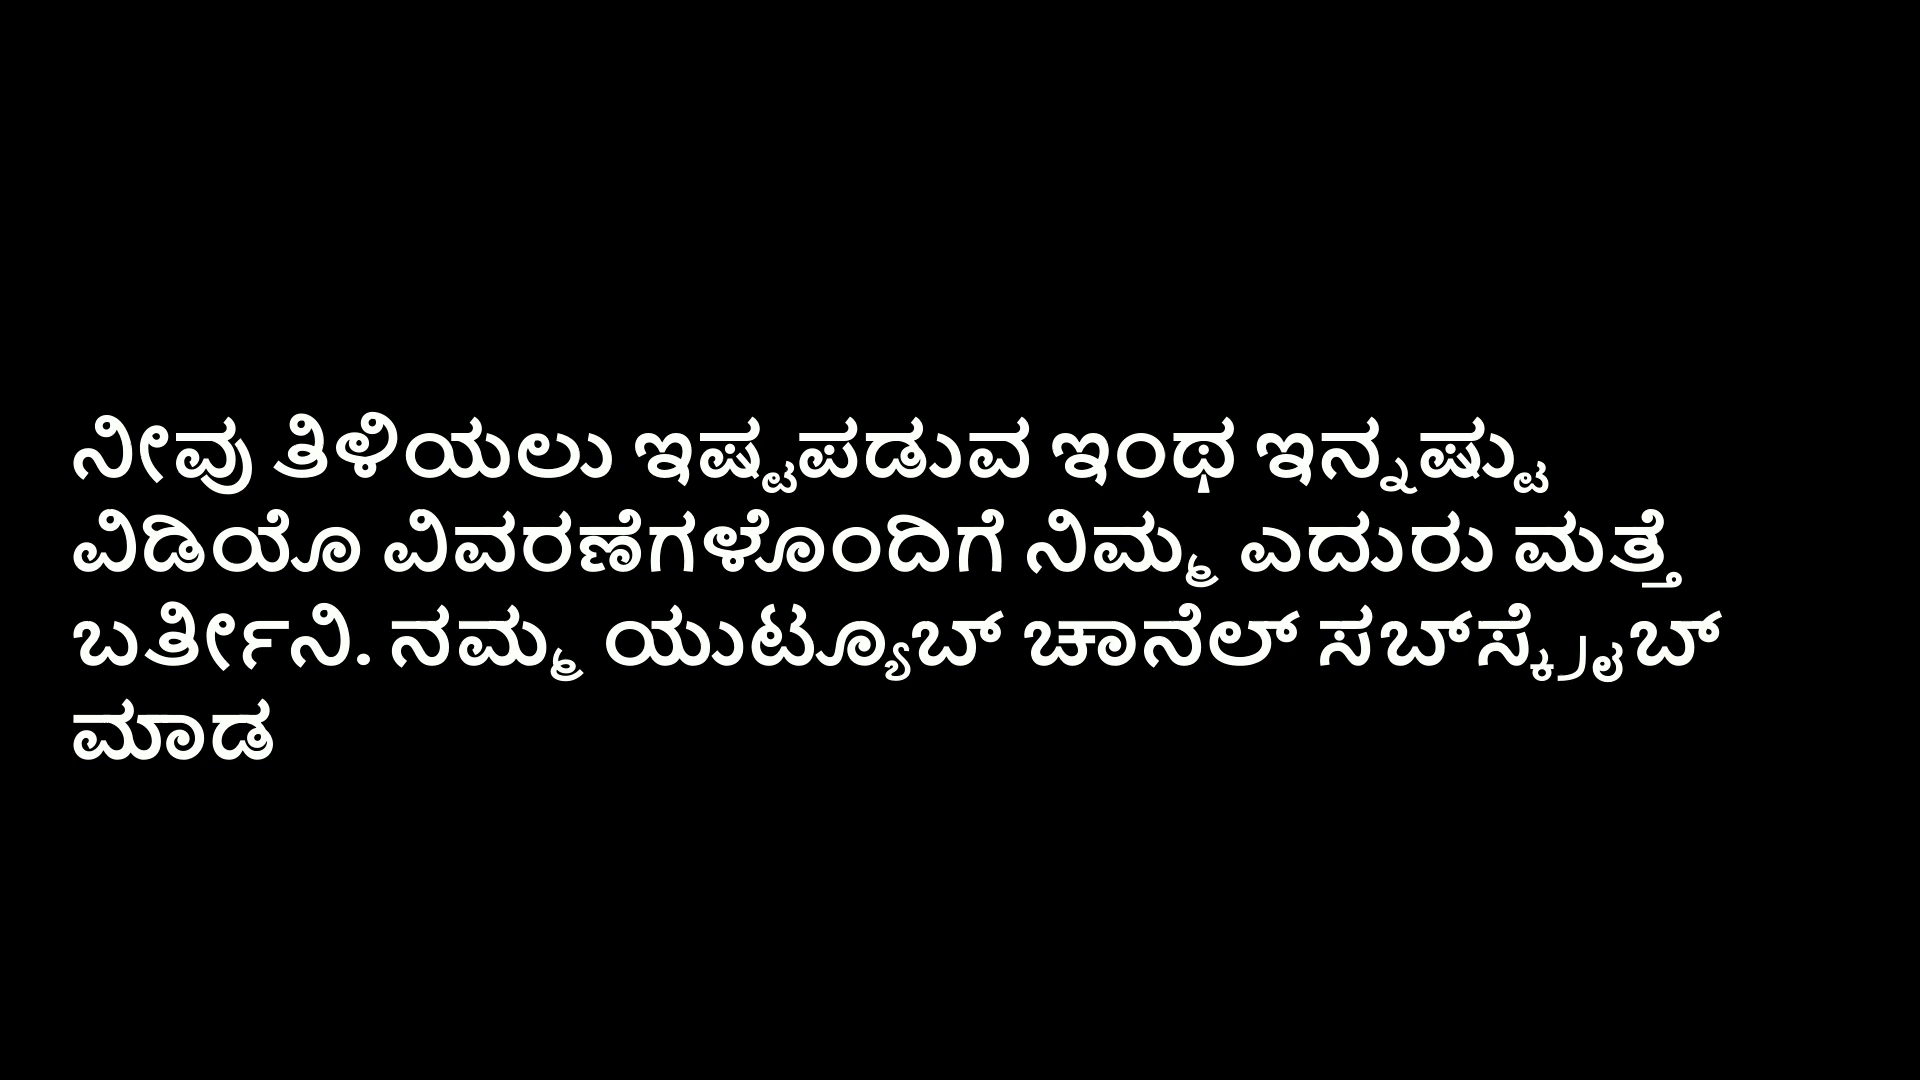 ನೀವು ತಿಳಿಯಲು ಇಷ್ಟಪಡುವ ಇಂಥ ಇನ್ನಷ್ಟು
ವಿಡಿಯೊ ವಿವರಣೆಗಳೊಂದಿಗೆ ನಿಮ್ಮ ಎದುರು ಮತ್ತೆ
ಬರ್ತೀನಿ. ನಮ್ಮ ಯುಟ್ಯೂಬ್ ಚಾನೆಲ್ ಸಬ್‌ಸ್ಕ್ರೈಬ್
ಮಾಡ